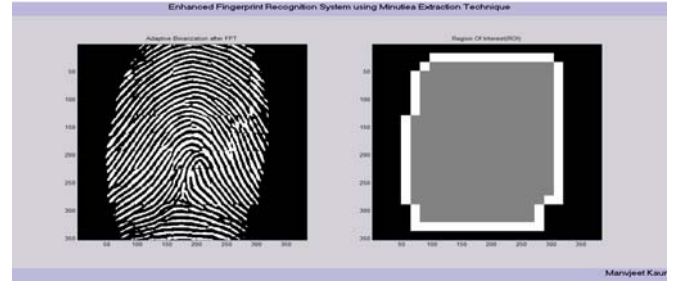 Enhanced Fingerprint Recognition System using Minutiea Extraction Technique
Adaptive Binarization after FFT
Region Of Interest(ROI)
50
100
150
200
250
300
350
50 100 150 200 250 300 350
50
100
150
200
250
300
350
50 100 150 200 250 300 350
Manvjeet Kaur